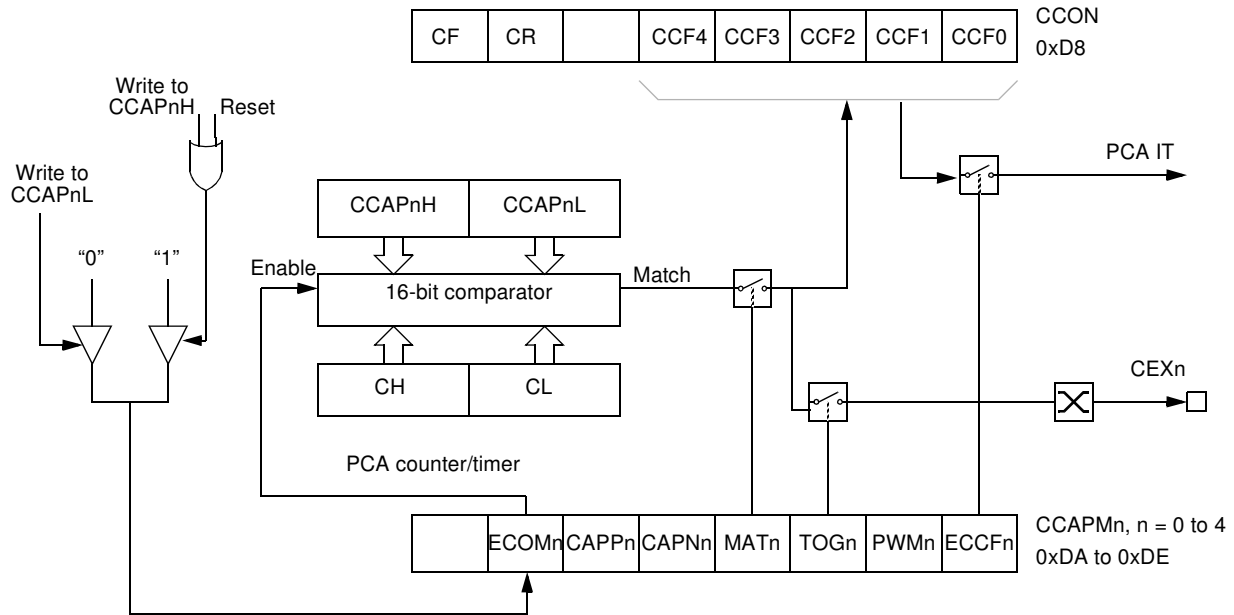 CF CR CCF4 CCF3 CCF2 CCF1 CCF0
CCON
0xD8
Write to
CCAPnH Reset
Write to
CCAPnL
PCA IT
CCAPnH CCAPnL
“0” “1”
Enable
16-bit comparator
Match
CH CL
CEXn
PCA counter/timer
ECOMn CAPPn CAPNn MATn TOGn PWMn ECCFn
CCAPMn, n = 0 to 4
0xDA to 0xDE